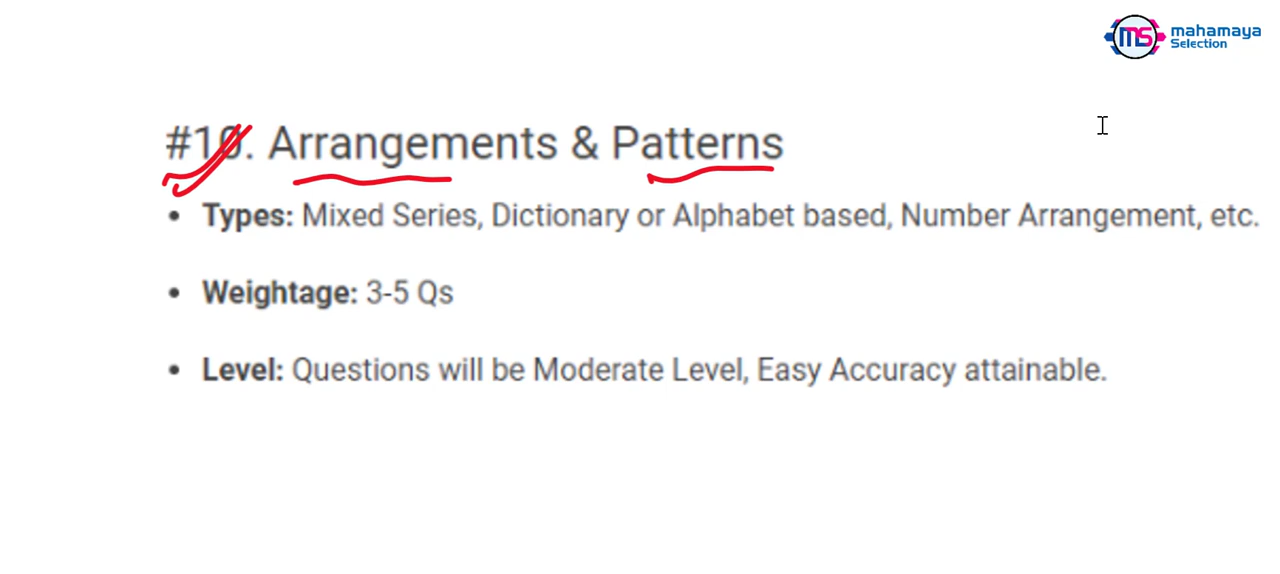 MS mahamaya
Selection
#10. Arrangements & Patterns
• Types: Mixed Series, Dictionary or Alphabet based, Number Arrangement, etc.
• Weightage: 3-5 Qs
• Level: Questions will be Moderate Level, Easy Accuracy attainable.